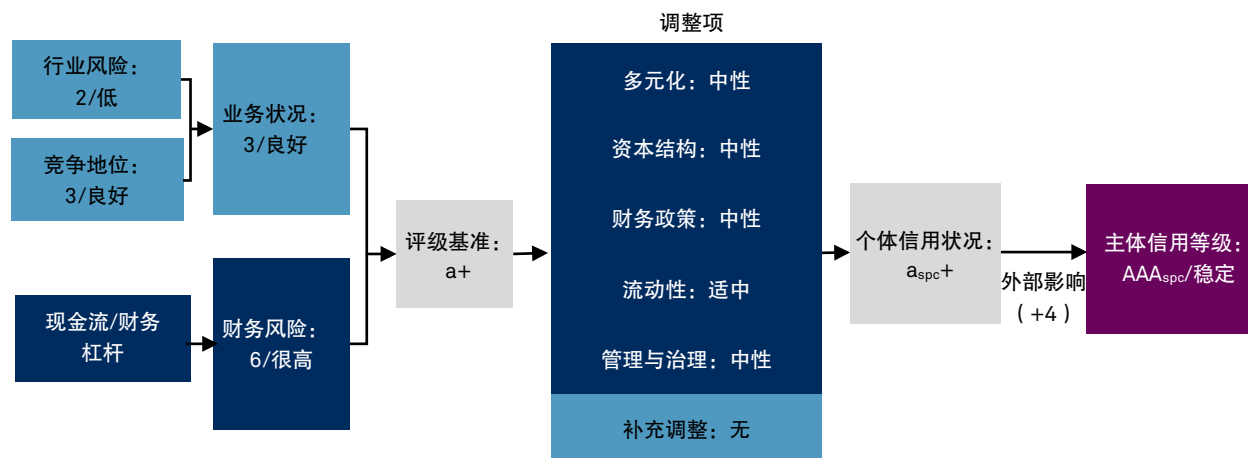 调整项
行业风险：
2/低
竞争地位：
3/良好
业务状况：
3/良好
现金流/财务
杠杆
财务风险：
6/很高
评级基准：
a+
多元化：中性
资本结构：中性
财务政策：中性
流动性：适中
管理与治理：中性
补充调整：无
个体信用状况：
aspc+
外部影响
（+4）
主体信用等级：
AAAspc/稳定